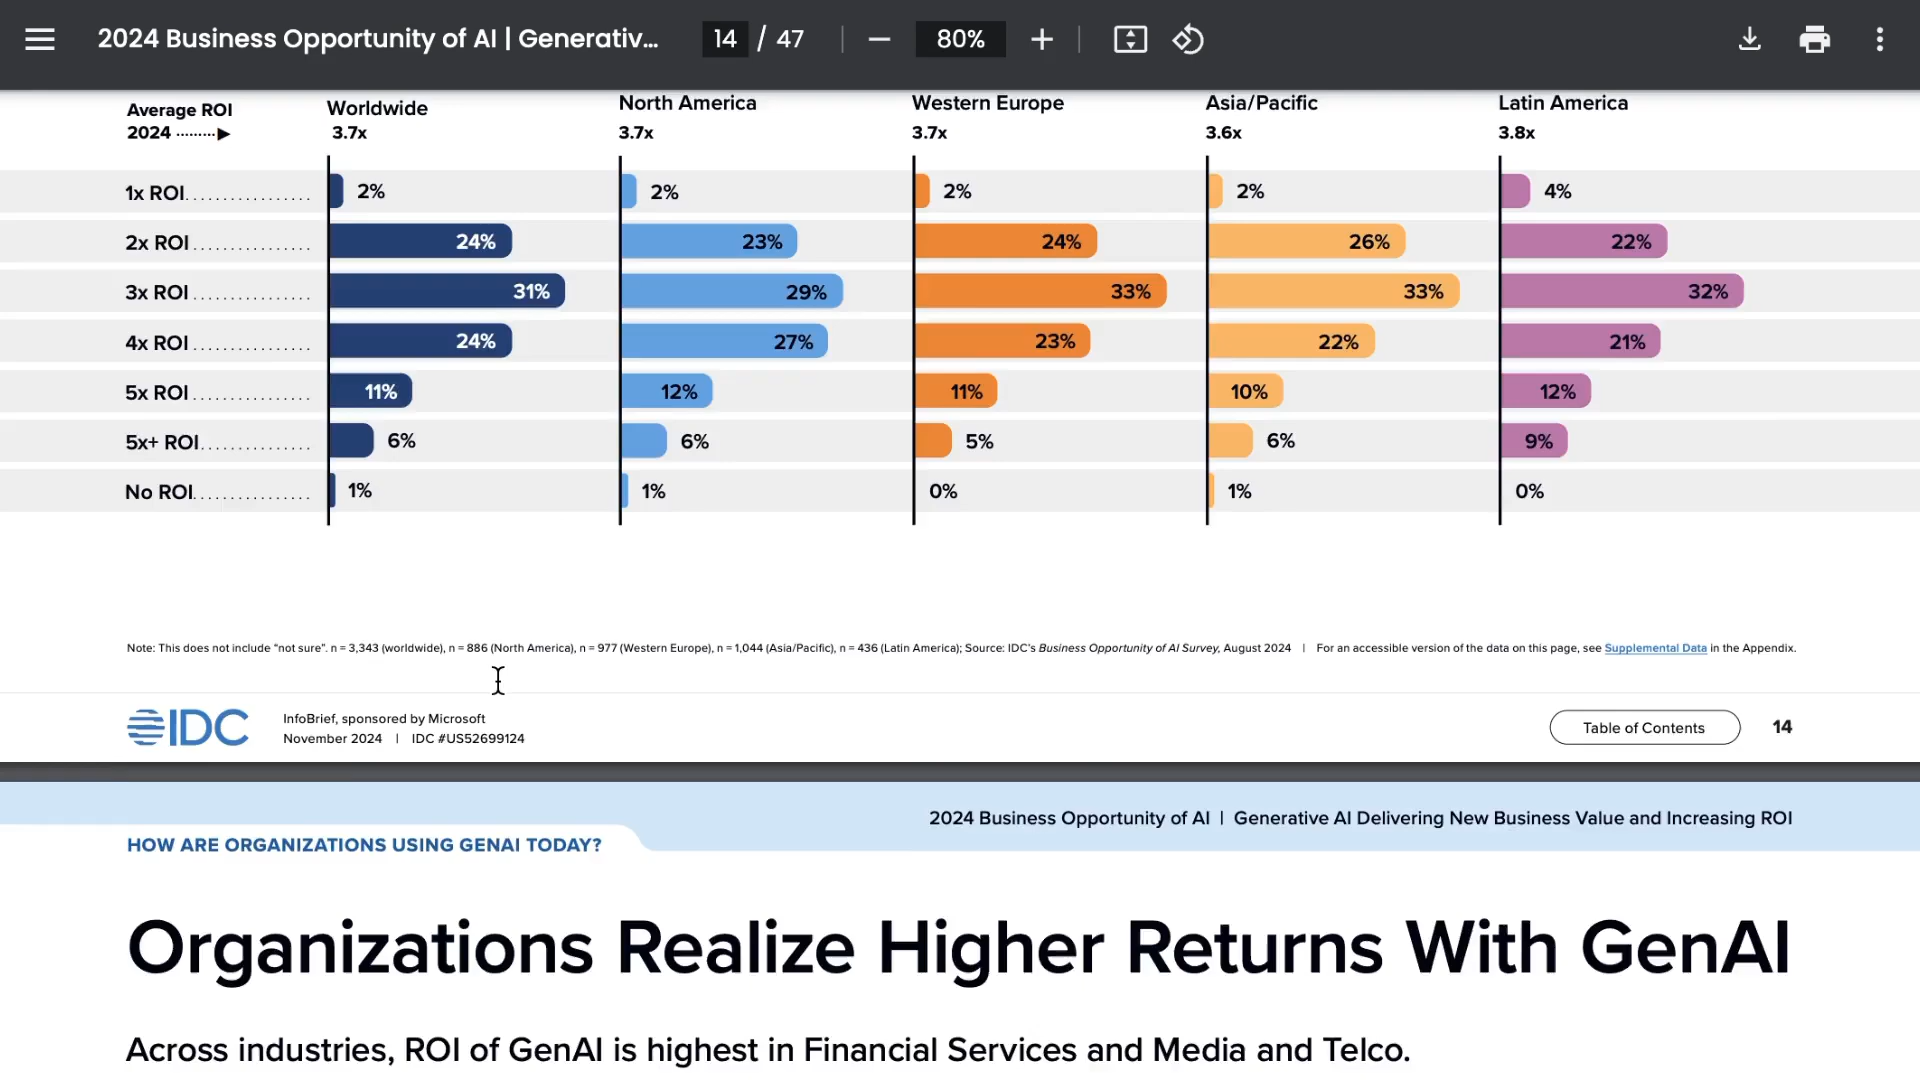 2024 Business Opportunity of AI | Generativ... 14 / 47 80%
Average ROI 2024 Worldwide North America Western Europe Asia/Pacific Latin America
3.7x 3.7x 3.7x 3.6x 3.8x
1x ROI 2% 2% 2% 2% 4%
2x ROI 24% 23% 24% 26% 22%
3x ROI 31% 29% 33% 33% 32%
4x ROI 24% 27% 23% 22% 21%
5x ROI 11% 12% 11% 10% 12%
5x+ ROI 6% 6% 5% 6% 9%
No ROI 1% 1% 0% 1% 0%
Note: This does not include "not sure". n = 3,343 (worldwide), n = 886 (North America), n = 977 (Western Europe), n = 1,044 (Asia/Pacific), n = 436 (Latin America); Source: IDC's Business Opportunity of AI Survey, August 2024 | For an accessible version of the data on this page, see Supplemental Data in the Appendix.
IDC
InfoBrief, sponsored by Microsoft
November 2024 | IDC #US52699124
Table of Contents 14
2024 Business Opportunity of AI | Generative AI Delivering New Business Value and Increasing ROI
HOW ARE ORGANIZATIONS USING GENAI TODAY?
Organizations Realize Higher Returns With GenAI
Across industries, ROI of GenAI is highest in Financial Services and Media and Telco.